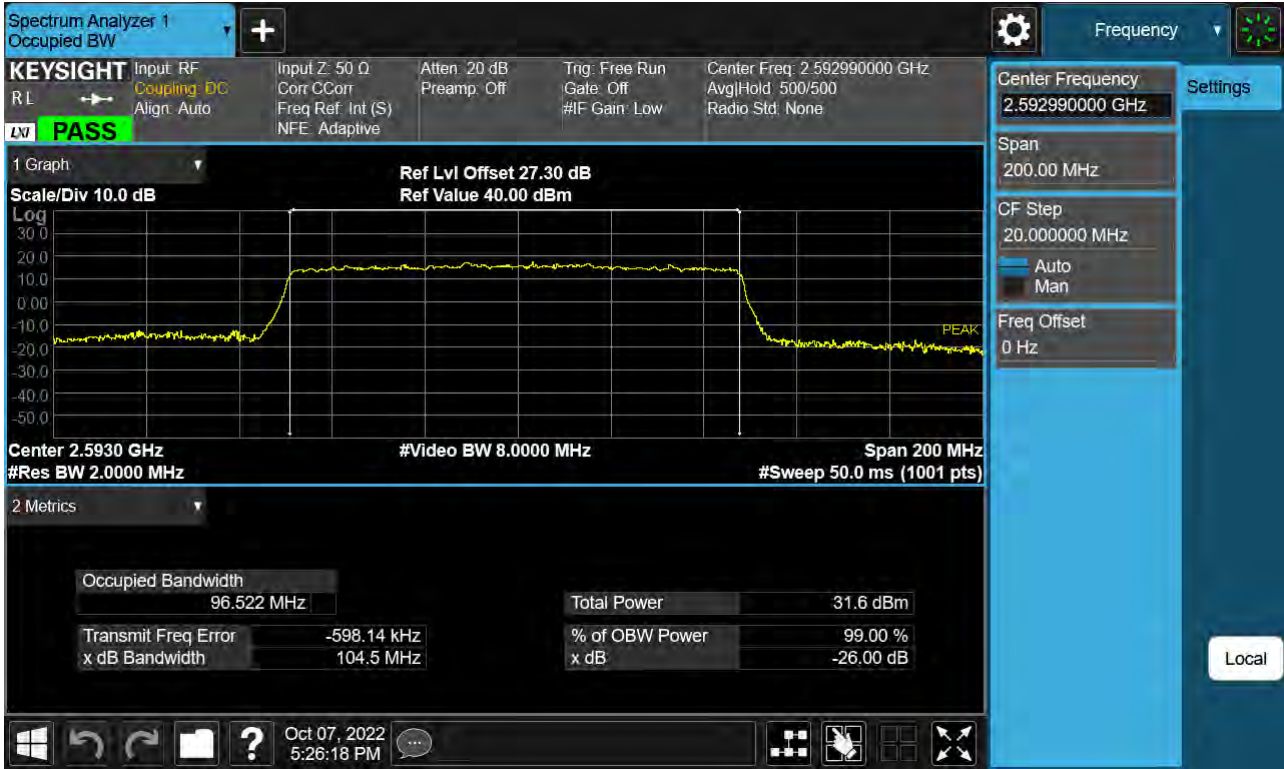 Spectrum Analyzer 1
Occupied BW
Frequency
KEYSIGHT
R L
LXI
PASS
Input: RF
Coupling: DC
Align: Auto
Input Z: 50 Ω
Corr CCorr
Freq Ref: Int (S)
NFE: Adaptive
Atten: 20 dB
Preamp: Off
Trig: Free Run
Gate: Off
#IF Gain: Low
Center Freq: 2.592990000 GHz
Avg|Hold: 500/500
Radio Std: None
Center Frequency
2.592990000 GHz
Settings
Span
200.00 MHz
CF Step
20.000000 MHz
Auto
Man
Freq Offset
0 Hz
Local
1 Graph
Scale/Div 10.0 dB
Ref Lvl Offset 27.30 dB
Ref Value 40.00 dBm
Log
30.0
20.0
10.0
0.00
-10.0
-20.0
-30.0
-40.0
-50.0
PEAK
Center 2.5930 GHz
#Video BW 8.0000 MHz
Span 200 MHz
#Res BW 2.0000 MHz
#Sweep 50.0 ms (1001 pts)
2 Metrics
Occupied Bandwidth
96.522 MHz
Total Power 31.6 dBm
Transmit Freq Error -598.14 kHz
% of OBW Power 99.00 %
x dB Bandwidth 104.5 MHz
x dB -26.00 dB
?
Oct 07, 2022
5:26:18 PM